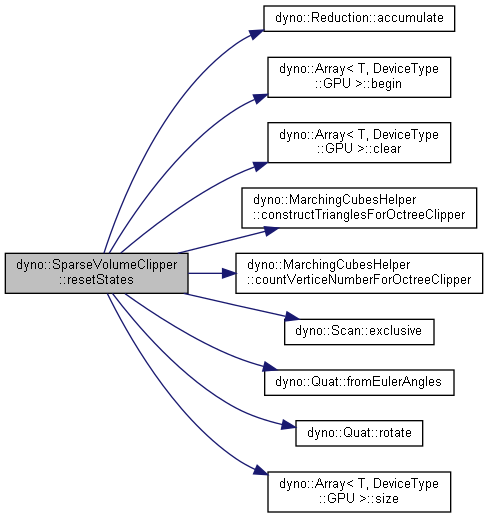 dyno::Reduction::accumulate
dyno::Array< T, DeviceType
::GPU >::begin
dyno::Array< T, DeviceType
::GPU >::clear
dyno::MarchingCubesHelper
::constructTrianglesForOctreeClipper
dyno::SparseVolumeClipper
::resetStates
dyno::MarchingCubesHelper
::countVerticeNumberForOctreeClipper
dyno::Scan::exclusive
dyno::Quat::fromEulerAngles
dyno::Quat::rotate
dyno::Array< T, DeviceType
::GPU >::size